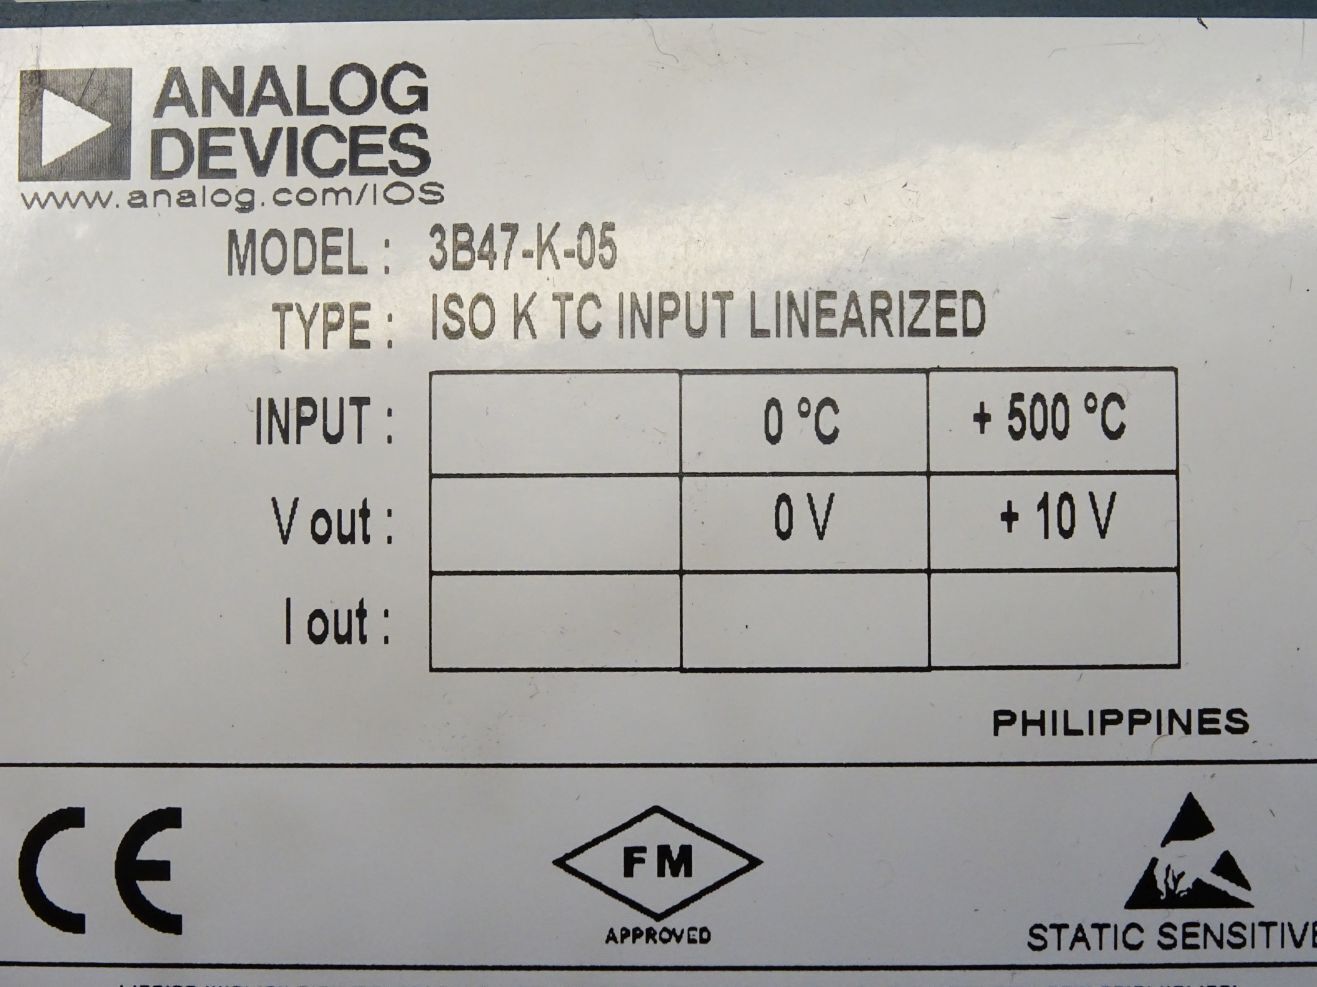 ANALOG
DEVICES
www.analog.com/IOS
MODEL : 3B47-K-05
TYPE : ISO K TC INPUT LINEARIZED
INPUT : 0 °C + 500 °C
V out : 0 V + 10 V
I out :
PHILIPPINES
CE
FM
APPROVED
STATIC SENSITIVE